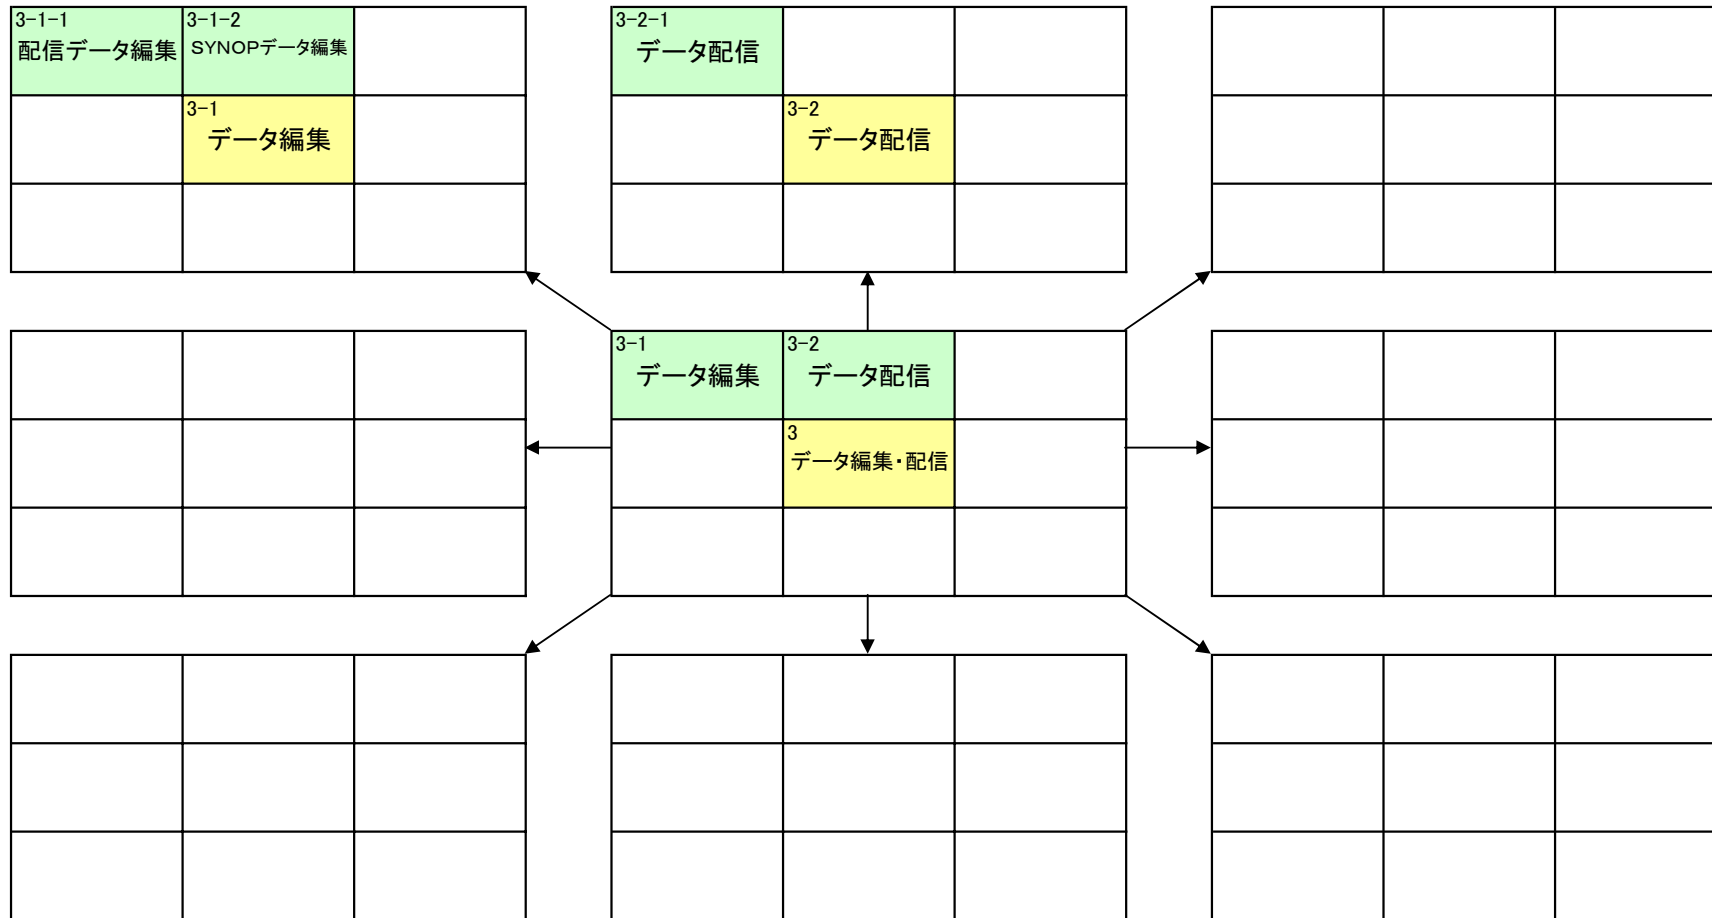 3-1-1
配信データ編集
3-1-2
SYNOPデータ編集
3-1
データ編集
3-2-1
データ配信
3-2
データ配信
3-1
データ編集
3-2
データ配信
3
データ編集・配信